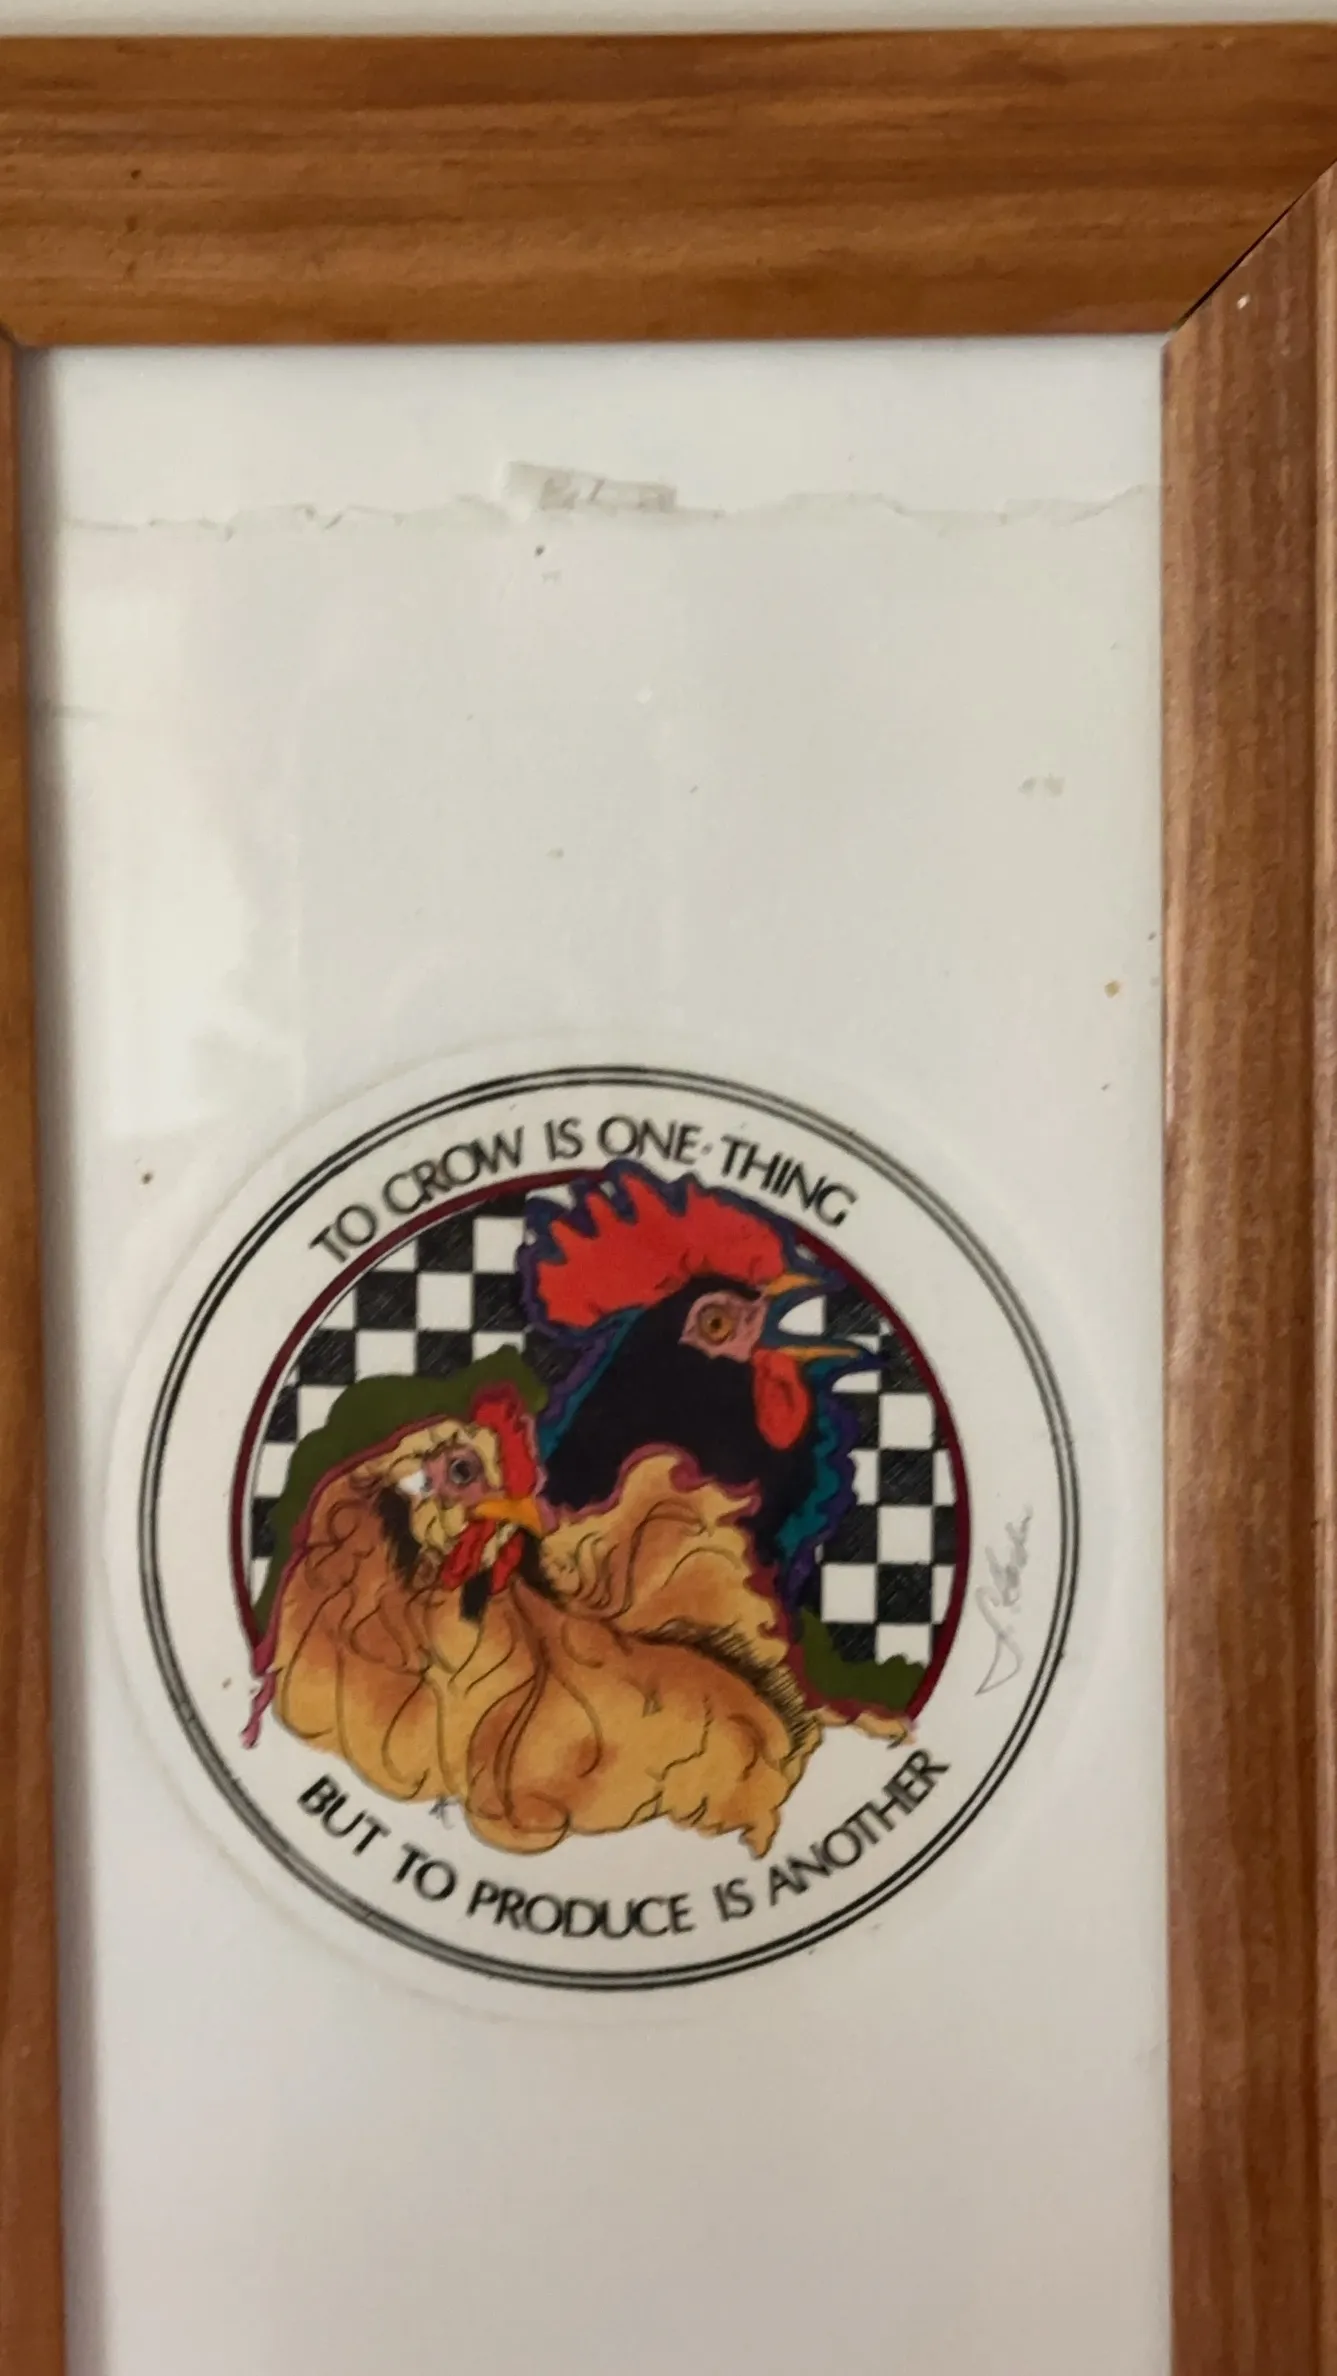 TO CROW IS ONE·THING
BUT TO PRODUCE IS ANOTHER